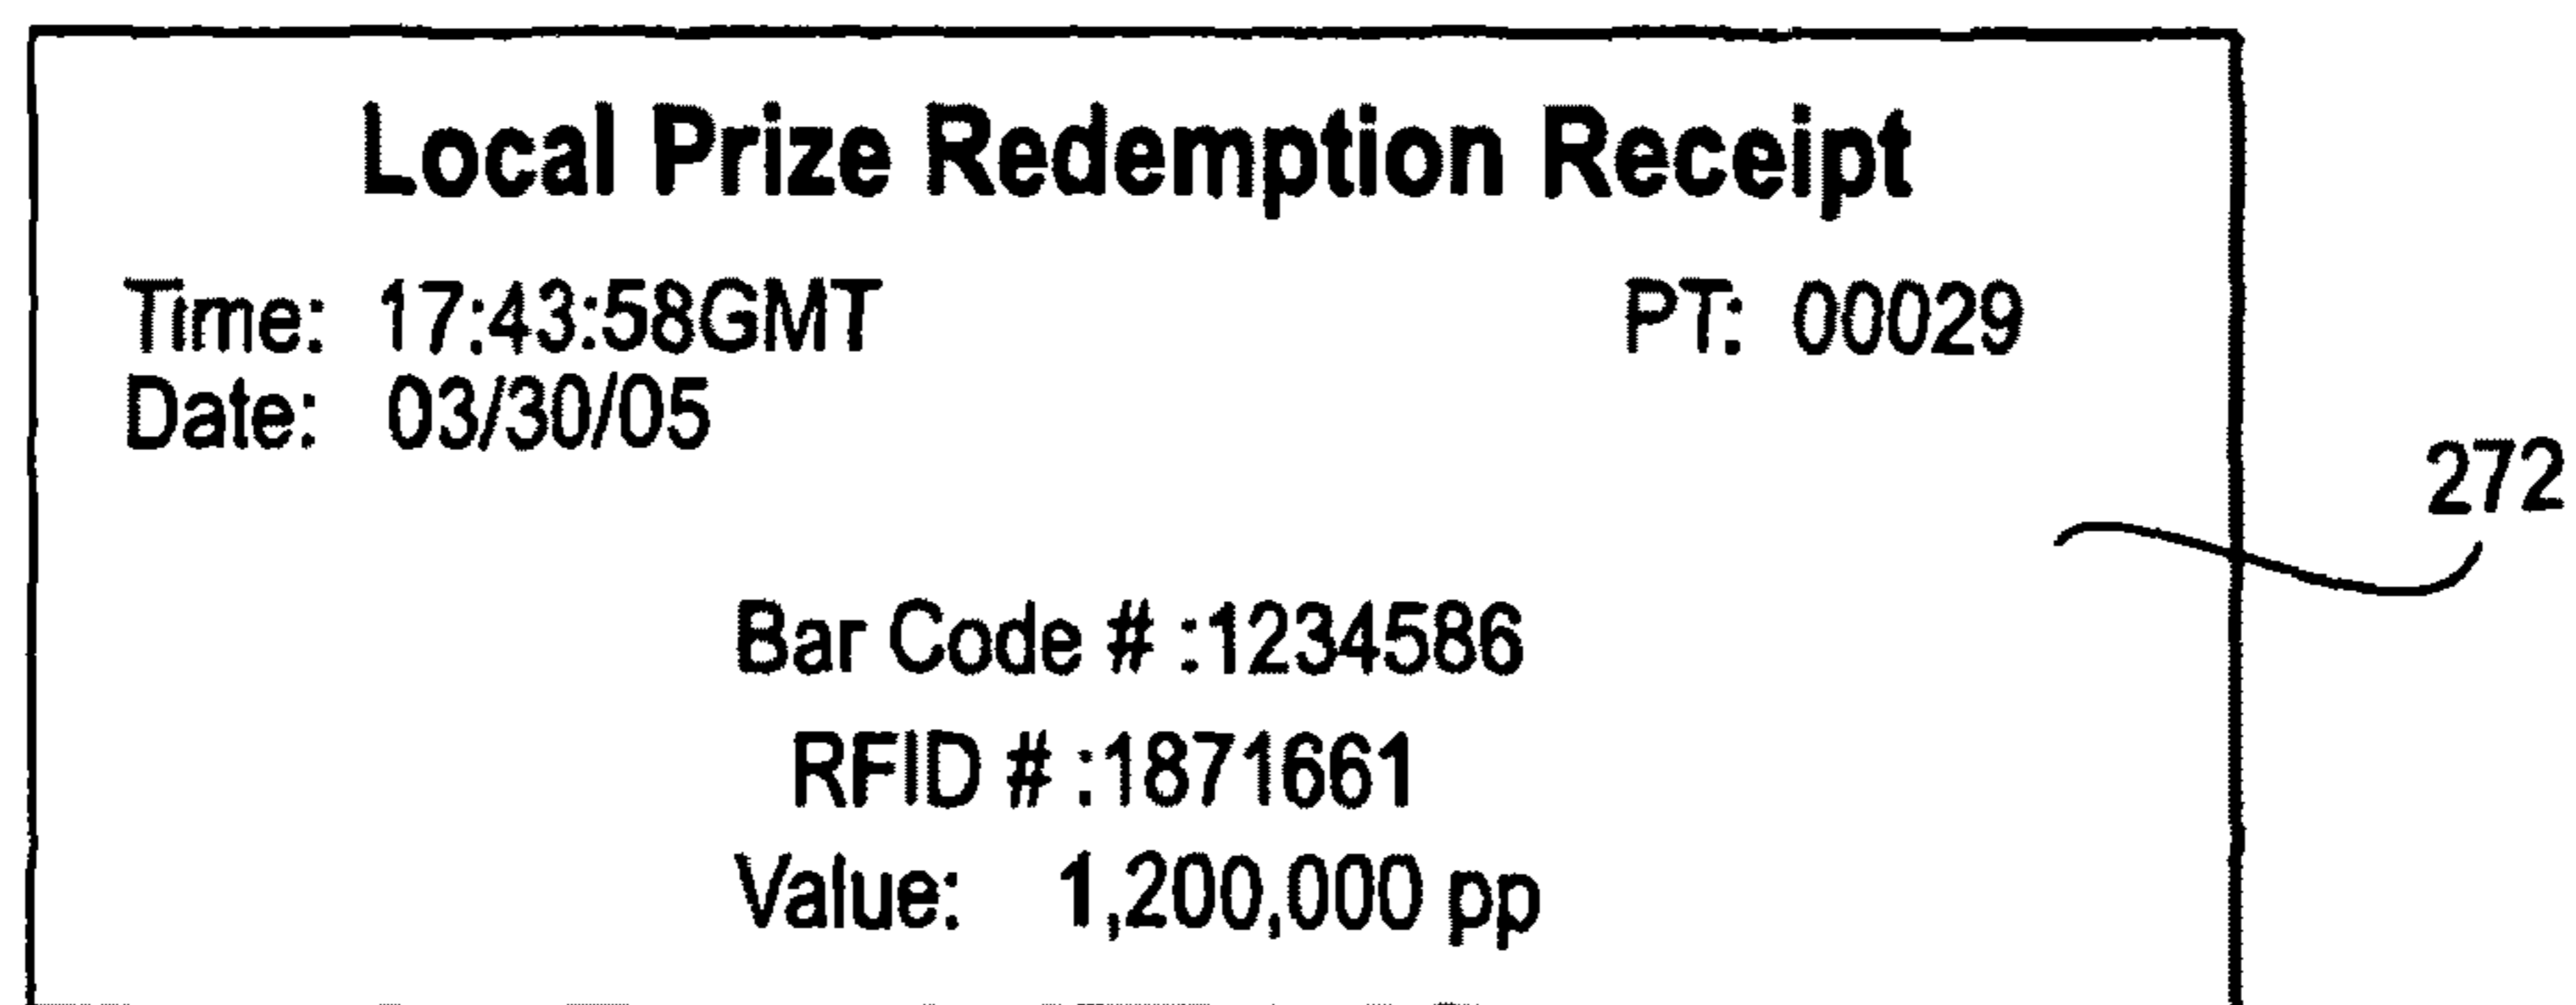 Local Prize Redemption Receipt
Time: 17:43:58GMT PT: 00029
Date: 03/30/05
272
Bar Code # :1234586
RFID # :1871661
Value: 1,200,000 pp